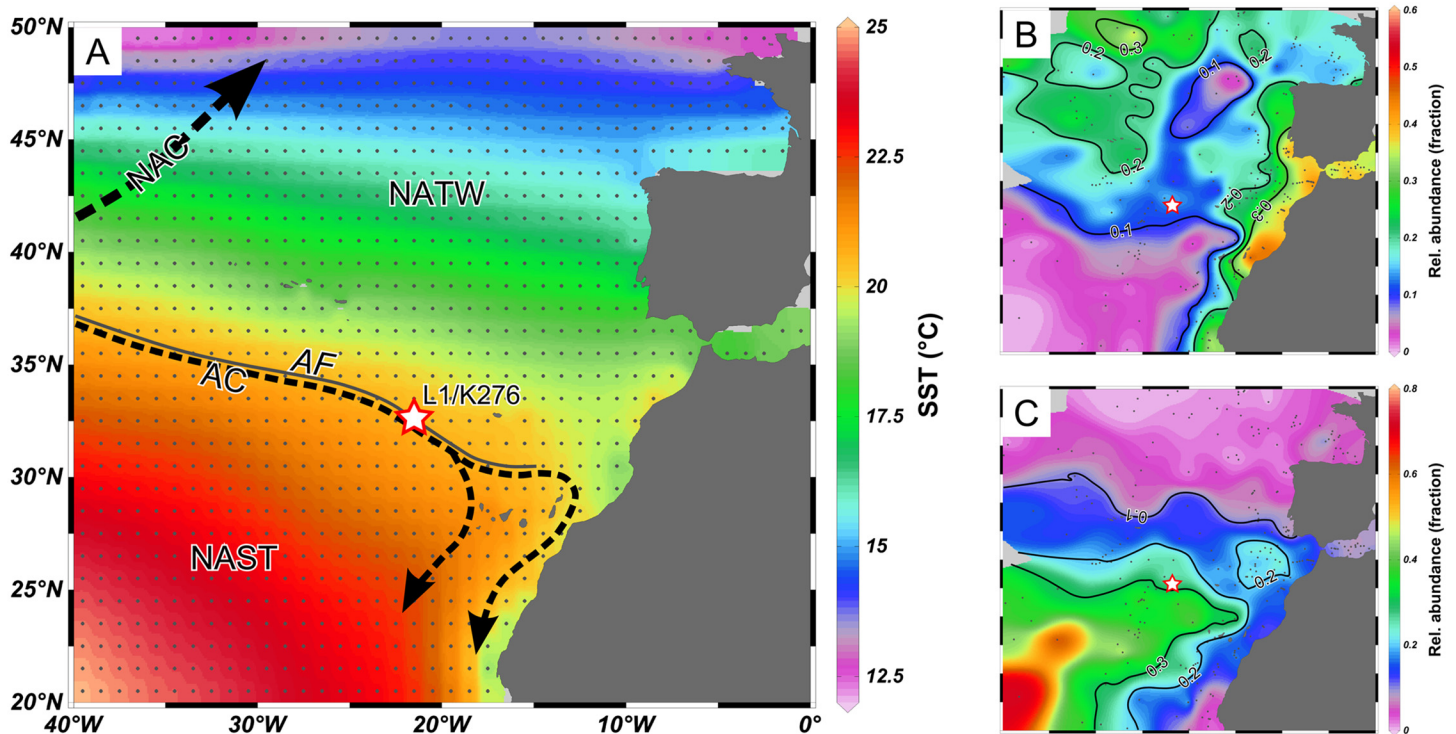 A
50°N
45°N
40°N
35°N
30°N
25°N
20°N
40°W
30°W
20°W
10°W
0°
NAC
NATW
AF
AC
L1/K276
NAST
25
22.5
20
17.5
15
12.5
SST (°C)
B
0.2
0.3
0.1
0.2
0.2
0.2
0.3
0.1
0.6
0.5
0.4
0.3
0.2
0.1
0
Rel. abundance (fraction)
C
0.1
0.2
0.3
0.2
0.8
0.6
0.4
0.2
0
Rel. abundance (fraction)